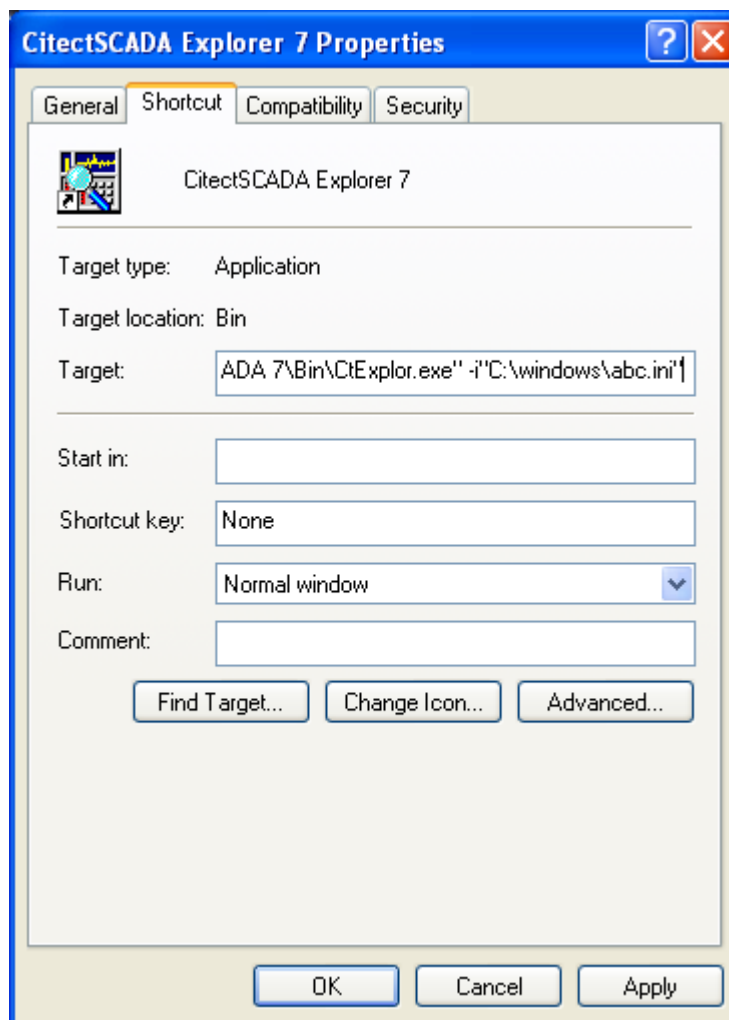 CitectSCADA Explorer 7 Properties
General Shortcut Compatibility Security
CitectSCADA Explorer 7
Target type: Application
Target location: Bin
Target: ADA 7\Bin\CtExplor.exe" -i"C:\windows\abc.ini"
Start in:
Shortcut key: None
Run: Normal window
Comment:
Find Target... Change Icon... Advanced...
OK Cancel Apply